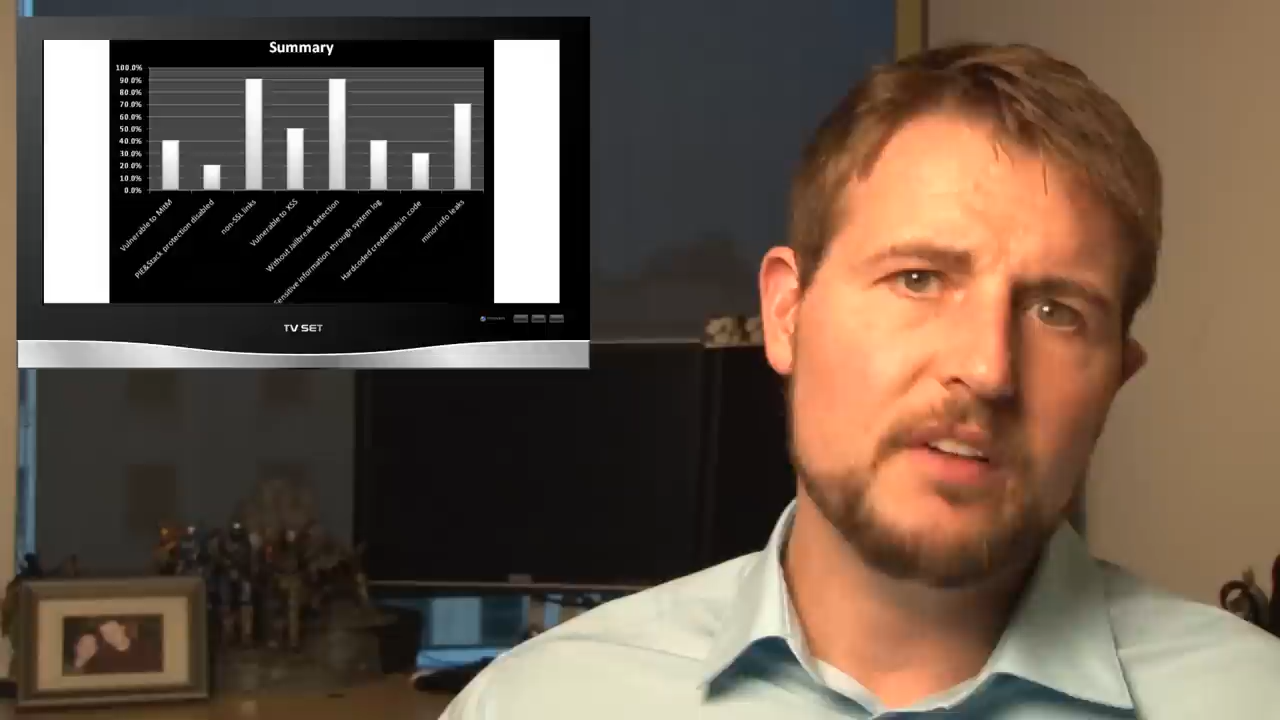 Summary
100.0%
90.0%
80.0%
70.0%
60.0%
50.0%
40.0%
30.0%
20.0%
10.0%
0.0%
Vulnerable to MitM
PIE&Stack protection disabled
non-SSL links
Vulnerable to XSS
Without Jailbreak detection
Sensitive information through system log
Hardcoded credentials in code
minor info leaks
TV SET